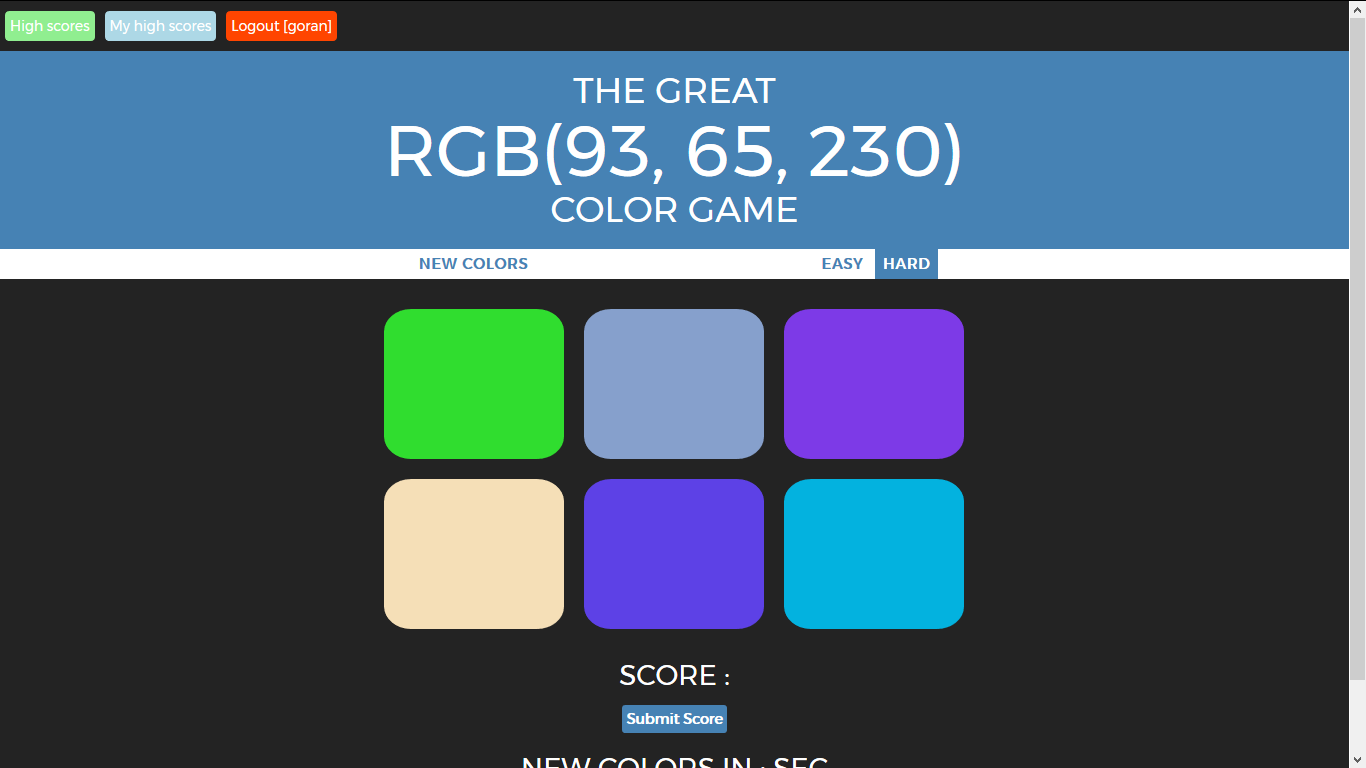 High scores My high scores Logout [goran]
THE GREAT
RGB(93, 65, 230)
COLOR GAME
NEW COLORS EASY HARD
SCORE :
Submit Score
NEW COLORS IN : SEC